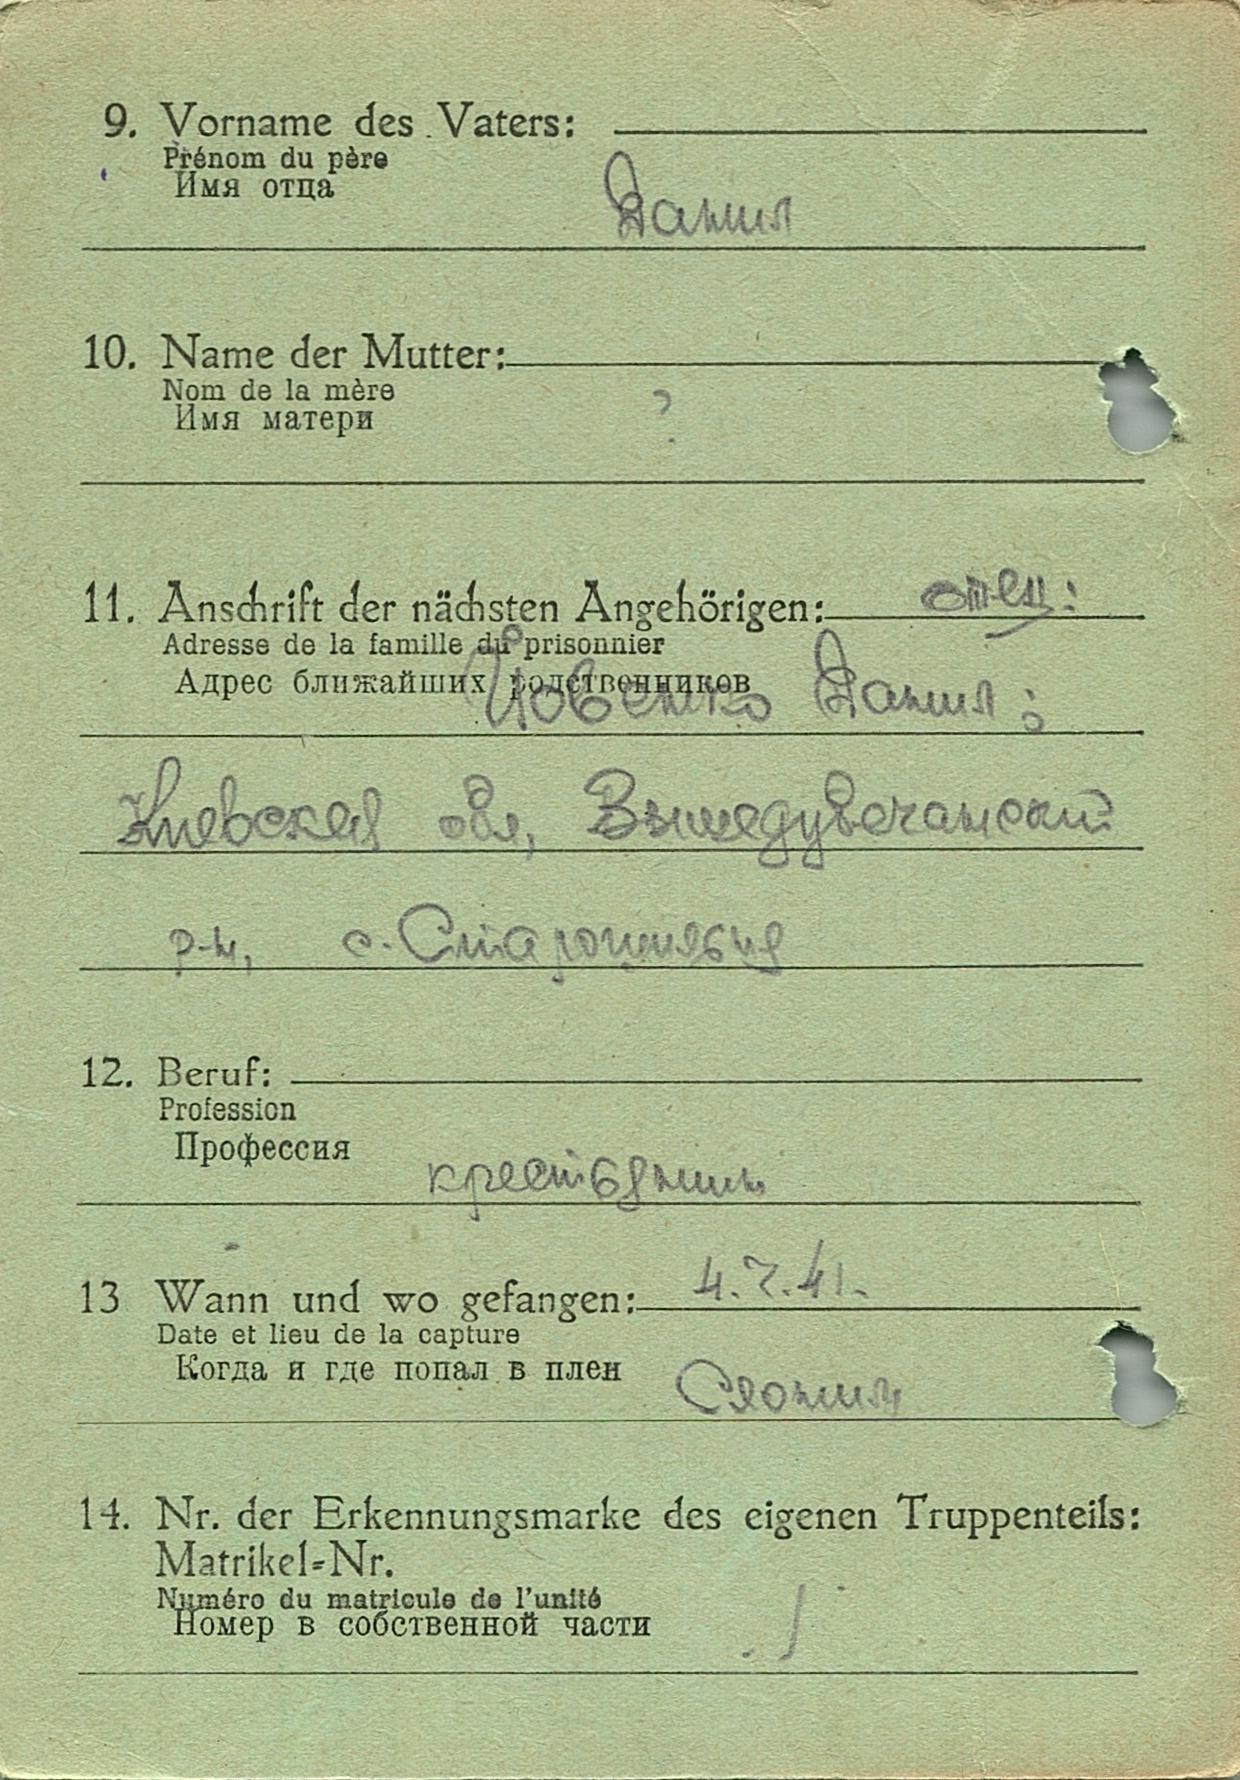 9. Vorname des Vaters:
Prénom du père
Имя отца
Данил
10. Name der Mutter:
Nom de la mère
Имя матери
?
11. Anschrift der nächsten Angehörigen: отец:
Adresse de la famille du prisonnier
Адрес ближайших родственников
Данил;
Киевская обл,
р-н, с.
12. Beruf:
Profession
Профессия
крестьянин
13 Wann und wo gefangen: 4.7.41.
Date et lieu de la capture
Когда и где попал в плен
Слоним
14. Nr. der Erkennungsmarke des eigenen Truppenteils:
Matrikel-Nr.
Numéro du matricule de l'unité
Номер в собственной части